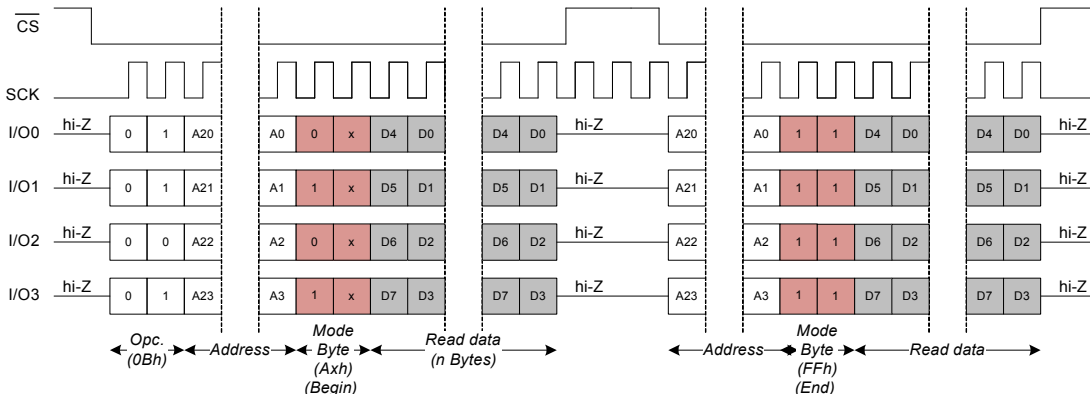 CS
SCK
I/O0 hi-Z 0 1 A20 A0 0 x D4 D0 D4 D0 hi-Z A20 A0 1 1 D4 D0 D4 D0 hi-Z
I/O1 hi-Z 0 1 A21 A1 1 x D5 D1 D5 D1 hi-Z A21 A1 1 1 D5 D1 D5 D1 hi-Z
I/O2 hi-Z 0 0 A22 A2 0 x D6 D2 D6 D2 hi-Z A22 A2 1 1 D6 D2 D6 D2 hi-Z
I/O3 hi-Z 0 1 A23 A3 1 x D7 D3 D7 D3 hi-Z A23 A3 1 1 D7 D3 D7 D3 hi-Z
Opc.
(0Bh)
Address
Mode
Byte
(Axh)
(Begin)
Read data
(n Bytes)
Address
Mode
Byte
(FFh)
(End)
Read data